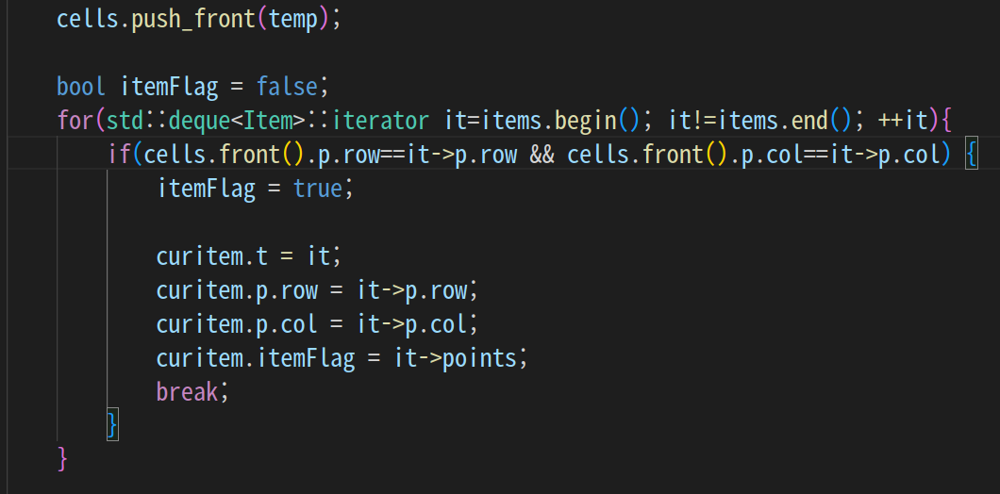 cells.push_front(temp);
bool itemFlag = false;
for(std::deque<Item>::iterator it=items.begin(); it!=items.end(); ++it){
if(cells.front().p.row==it->p.row && cells.front().p.col==it->p.col) {
itemFlag = true;
curitem.t = it;
curitem.p.row = it->p.row;
curitem.p.col = it->p.col;
curitem.itemFlag = it->points;
break;
}
}